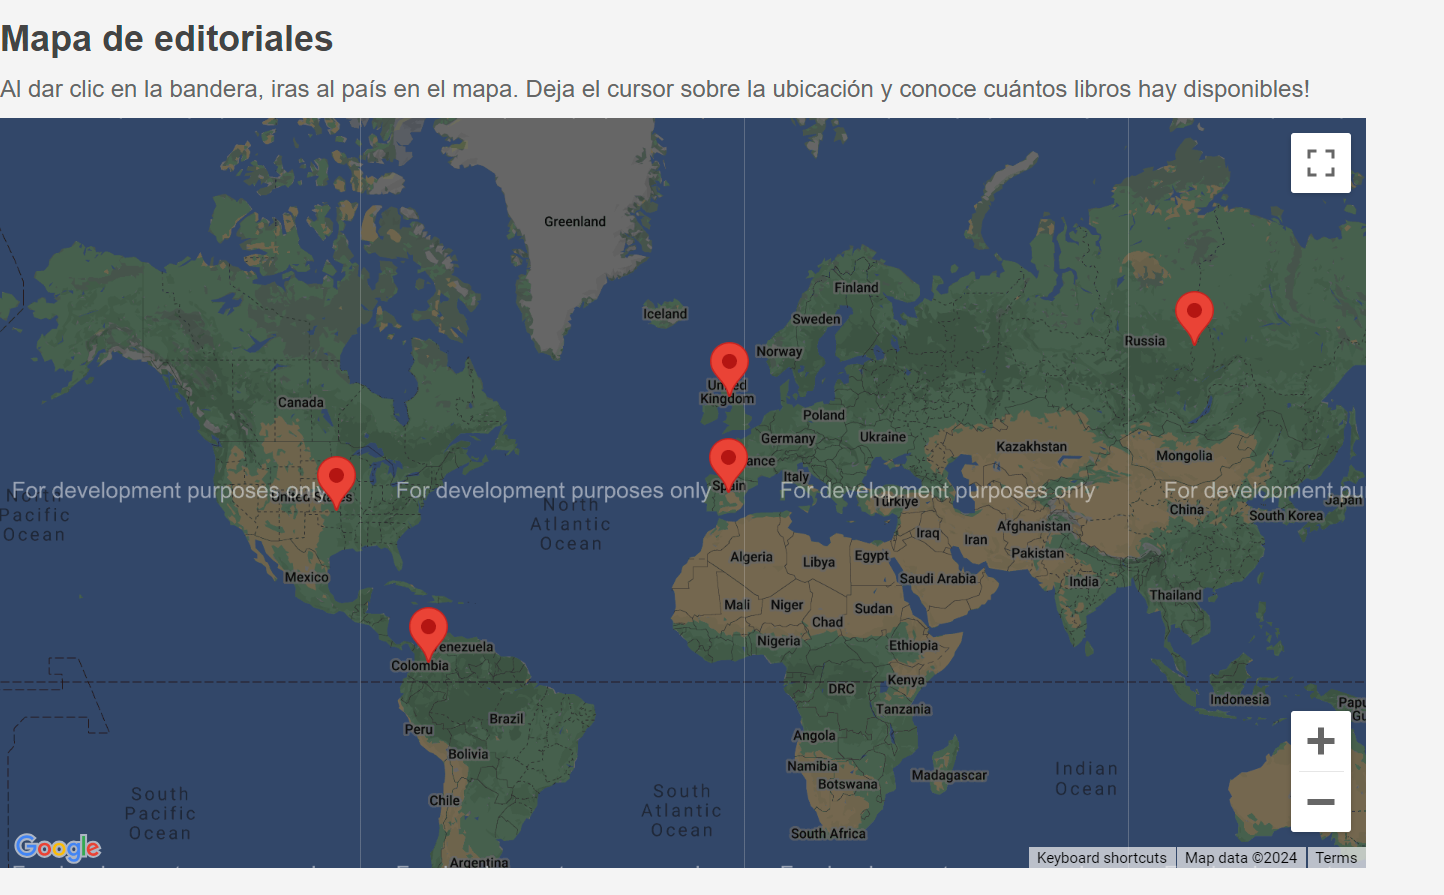 Mapa de editoriales
Al dar clic en la bandera, iras al país en el mapa. Deja el cursor sobre la ubicación y conoce cuántos libros hay disponibles!
Greenland
Iceland
Finland
Sweden
Norway
Russia
United
Kingdom
Canada
Poland
Germany
Ukraine
Kazakhstan
Mongolia
ance
Italy
Spain
For development purposes only
For development purposes only
For development purposes only
For development pu
United States
North
Pacific
Ocean
North
Atlantic
Ocean
Türkiye
Japan
China
South Korea
Afghanistan
Iraq
Iran
Pakistan
Algeria
Libya
Egypt
Saudi Arabia
India
Mexico
Thailand
Mali
Niger
Chad
Sudan
Nigeria
Ethiopia
enezuela
Colombia
Kenya
DRC
Indonesia
Papu
Gu
Tanzania
Brazil
Peru
Angola
Bolivia
Namibia
Botswana
Madagascar
Indian
Ocean
South
Pacific
Ocean
South
Atlantic
Ocean
Chile
South Africa
Argentina
Google
Keyboard shortcuts
Map data ©2024
Terms